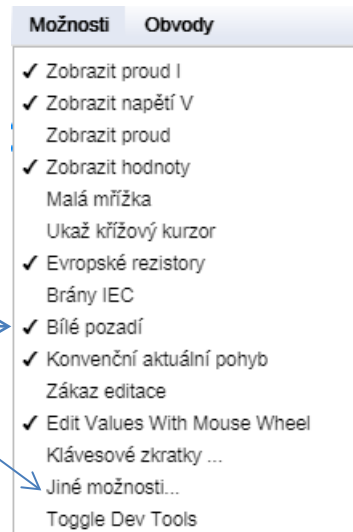 Možnosti Obvody
✓ Zobrazit proud I
✓ Zobrazit napětí V
Zobrazit proud
✓ Zobrazit hodnoty
Malá mřížka
Ukaž křížový kurzor
✓ Evropské rezistory
Brány IEC
✓ Bílé pozadí
✓ Konvenční aktuální pohyb
Zákaz editace
✓ Edit Values With Mouse Wheel
Klávesové zkratky ...
Jiné možnosti...
Toggle Dev Tools